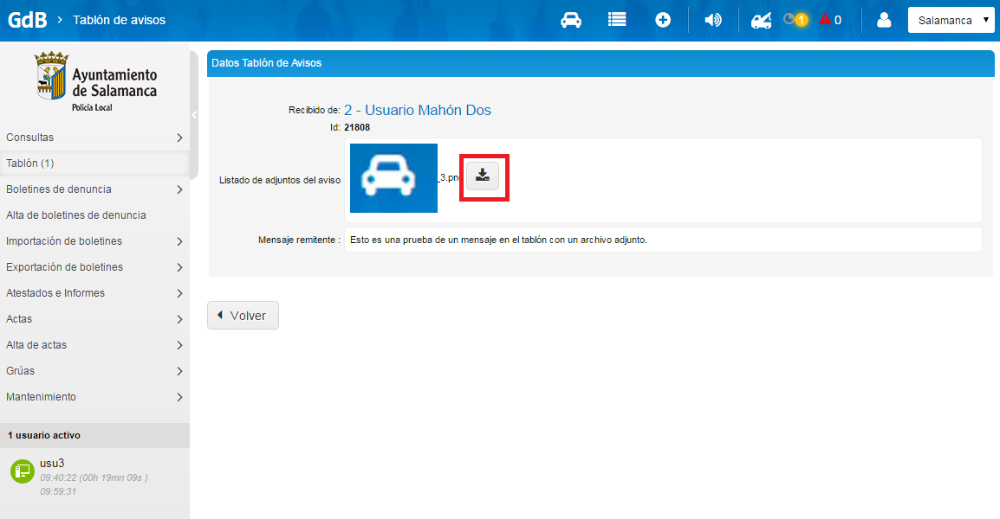 GdB > Tablón de avisos
1
0
Salamanca
Ayuntamiento
de Salamanca
Policía Local
Consultas
Tablón (1)
Boletines de denuncia
Alta de boletines de denuncia
Importación de boletines
Exportación de boletines
Atestados e Informes
Actas
Alta de actas
Grúas
Mantenimiento
1 usuario activo
usu3
09:40:22 (00h 19mn 09s )
09:59:31
Datos Tablón de Avisos
Recibido de: 2 - Usuario Mahón Dos
Id: 21808
Listado de adjuntos del aviso
_3.png
Mensaje remitente : Esto es una prueba de un mensaje en el tablón con un archivo adjunto.
Volver